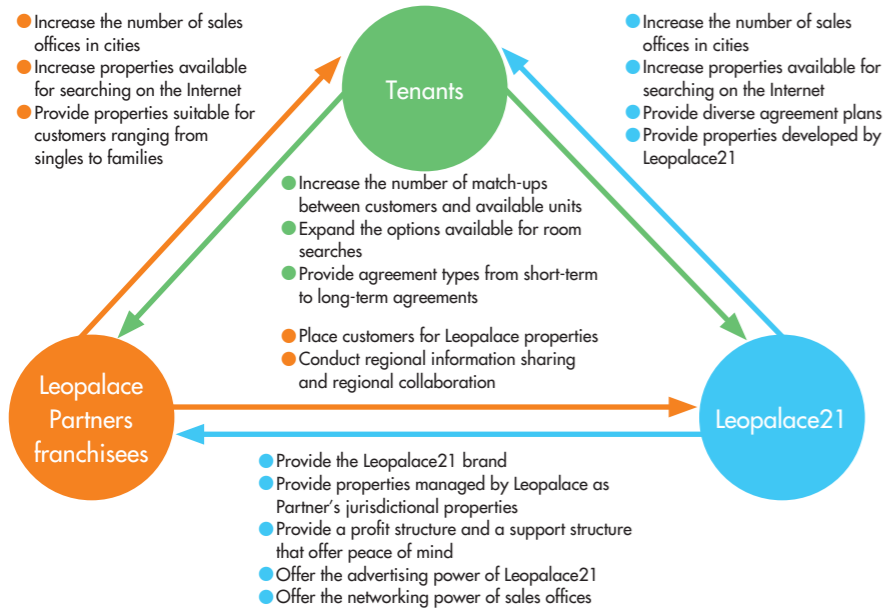 Increase the number of sales
offices in cities
Increase properties available
for searching on the Internet
Provide properties suitable for
customers ranging from
singles to families
Tenants
Increase the number of sales
offices in cities
Increase properties available for
searching on the Internet
Provide diverse agreement plans
Provide properties developed by
Leopalace21
Increase the number of match-ups
between customers and available units
Expand the options available for room
searches
Provide agreement types from short-term
to long-term agreements
Place customers for Leopalace properties
Conduct regional information sharing
and regional collaboration
Leopalace
Partners
franchisees
Leopalace21
Provide the Leopalace21 brand
Provide properties managed by Leopalace as
Partner's jurisdictional properties
Provide a profit structure and a support structure
that offer peace of mind
Offer the advertising power of Leopalace21
Offer the networking power of sales offices